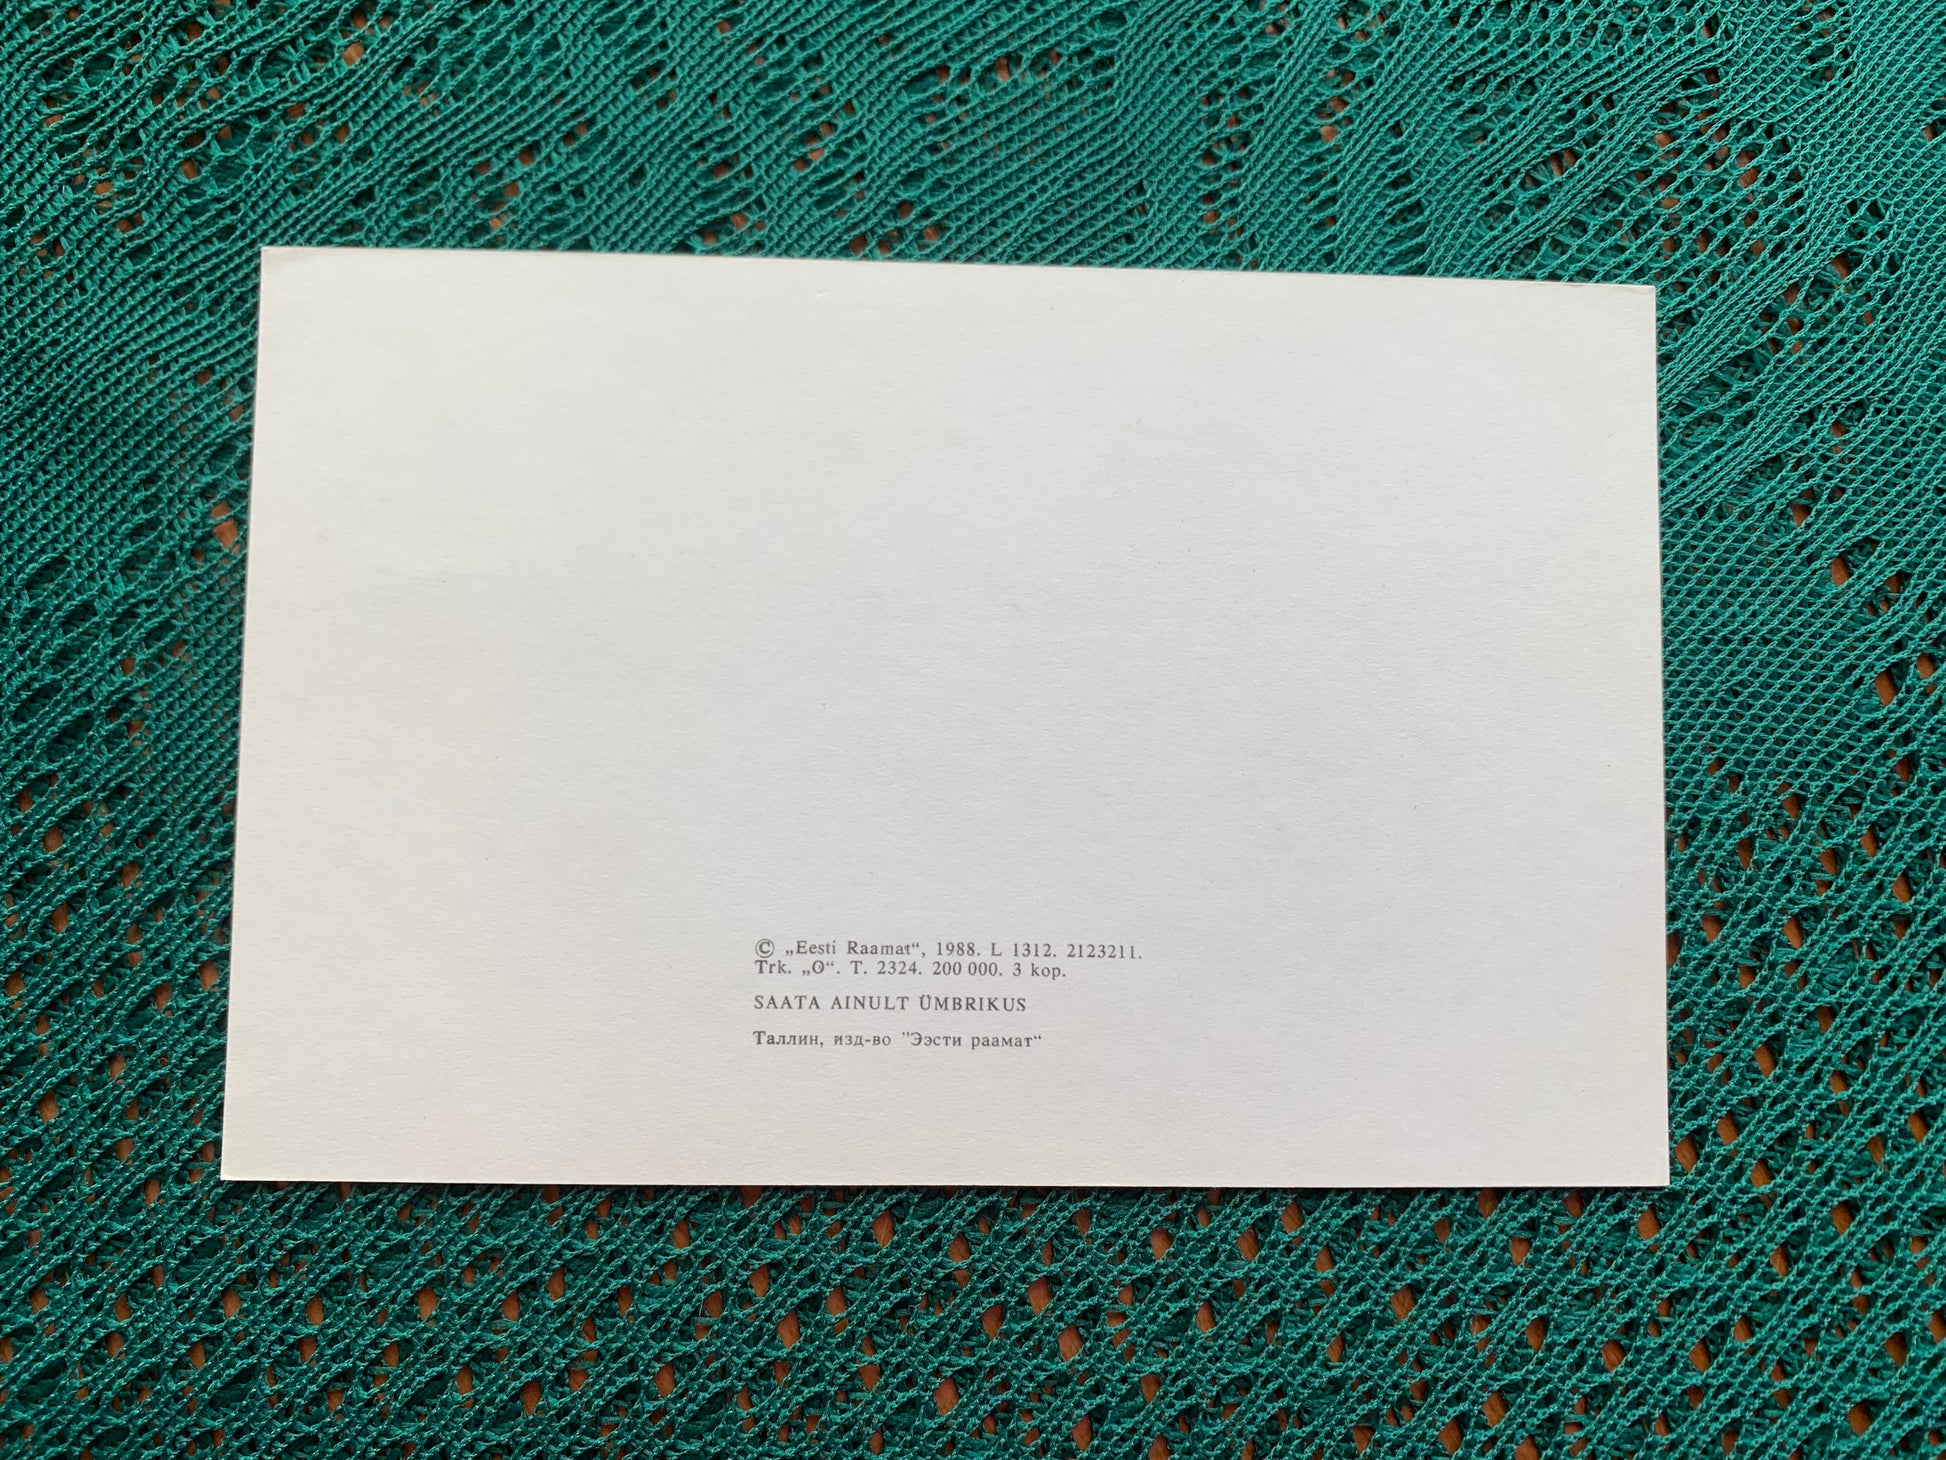 © „Eesti Raamat“, 1988. L 1312. 2123211.
Trk. „O“. T. 2324. 200 000. 3 kop.
SAATA AINULT ÜMBRIKUS
Таллин, изд-во ”Ээсти раамат“